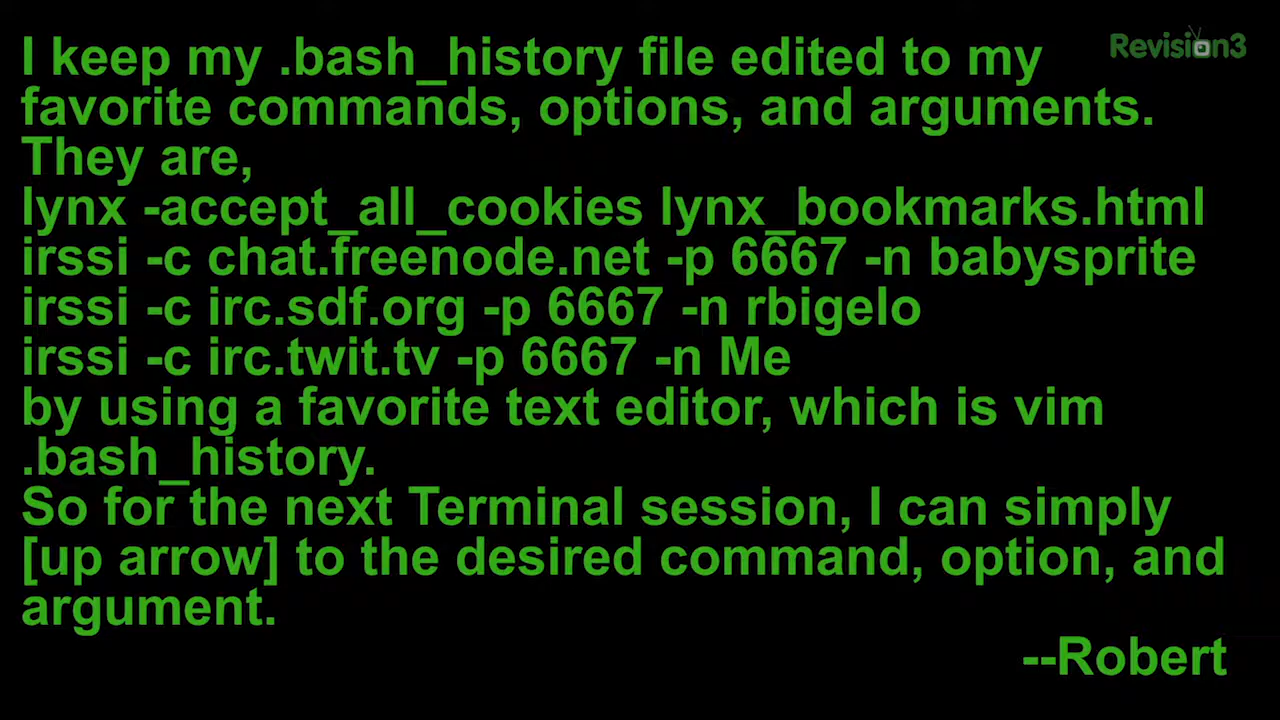 Revision3
I keep my .bash_history file edited to my
favorite commands, options, and arguments.
They are,
lynx -accept_all_cookies lynx_bookmarks.html
irssi -c chat.freenode.net -p 6667 -n babysprite
irssi -c irc.sdf.org -p 6667 -n rbigelo
irssi -c irc.twit.tv -p 6667 -n Me
by using a favorite text editor, which is vim
.bash_history.
So for the next Terminal session, I can simply
[up arrow] to the desired command, option, and
argument.
--Robert